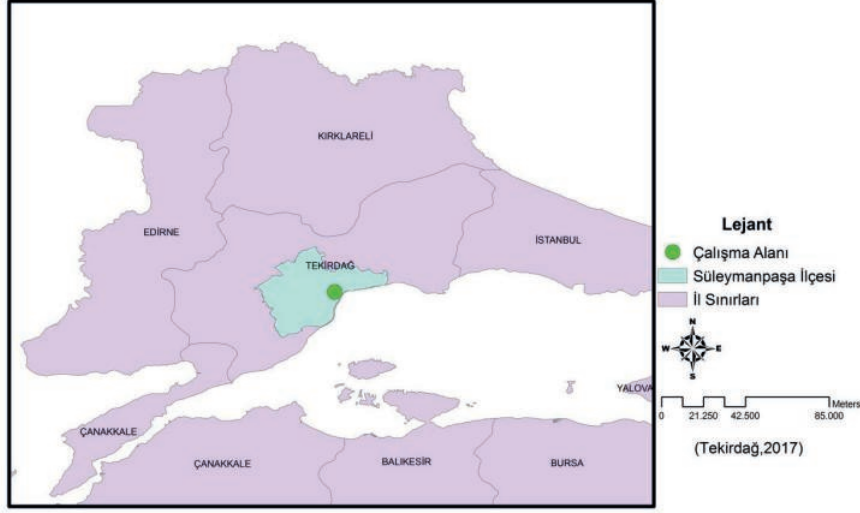 KIRKLARELİ
EDİRNE
İSTANBUL
TEKİRDAĞ
YALOVA
ÇANAKKALE
ÇANAKKALE
BALIKESİR
BURSA
Lejant
Çalışma Alanı
Süleymanpaşa İlçesi
İl Sınırları
N
W E
S
Meters
0 21.250 42.500 85.000
(Tekirdağ,2017)